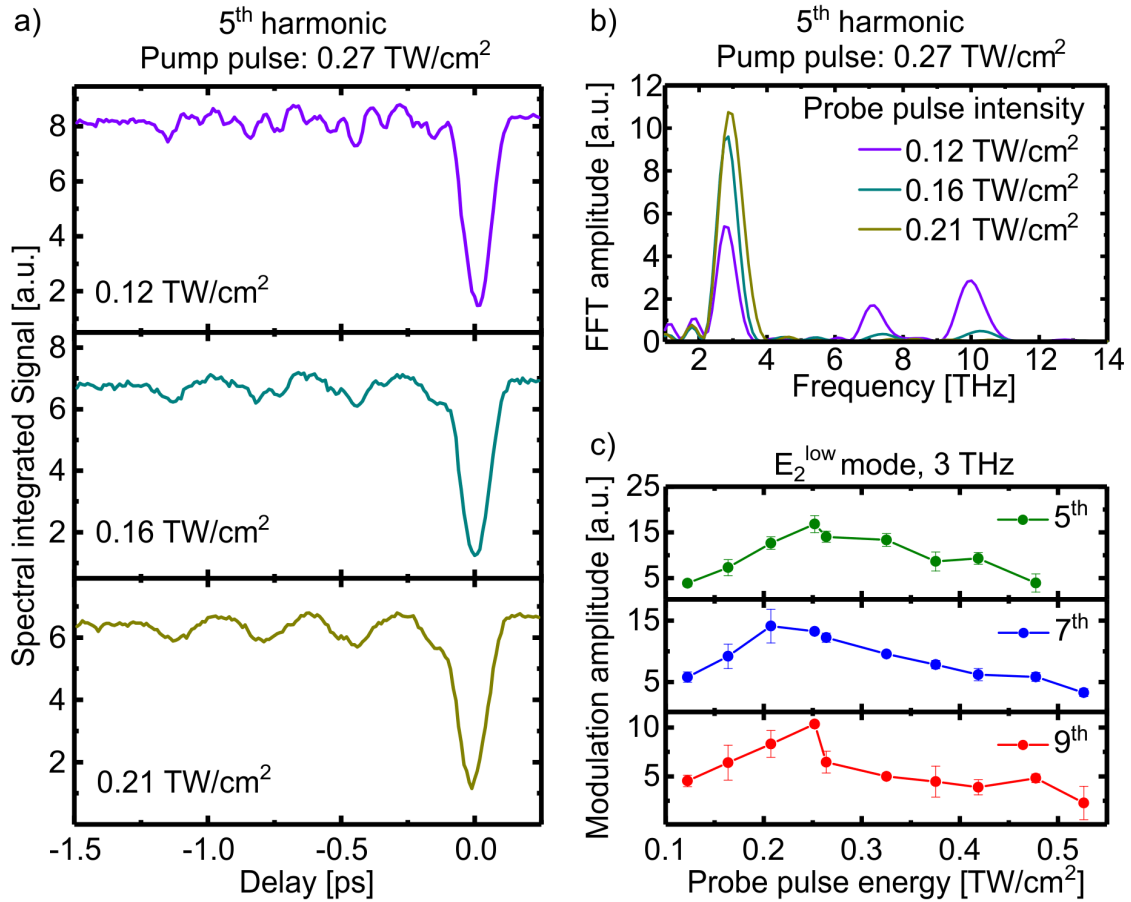 a)
5th harmonic
Pump pulse: 0.27 TW/cm2
Spectral integrated Signal [a.u.]
8
6
4
2
0.12 TW/cm2
8
6
4
2
0.16 TW/cm2
6
4
2
0.21 TW/cm2
-1.5 -1.0 -0.5 0.0
Delay [ps]
b)
5th harmonic
Pump pulse: 0.27 TW/cm2
FFT amplitude [a.u.]
12
10
8
6
4
2
0
Probe pulse intensity
0.12 TW/cm2
0.16 TW/cm2
0.21 TW/cm2
2 4 6 8 10 12 14
Frequency [THz]
c)
E2low mode, 3 THz
Modulation amplitude [a.u.]
25
15
5
5th
15
5
7th
10
5
9th
0.1 0.2 0.3 0.4 0.5
Probe pulse energy [TW/cm2]